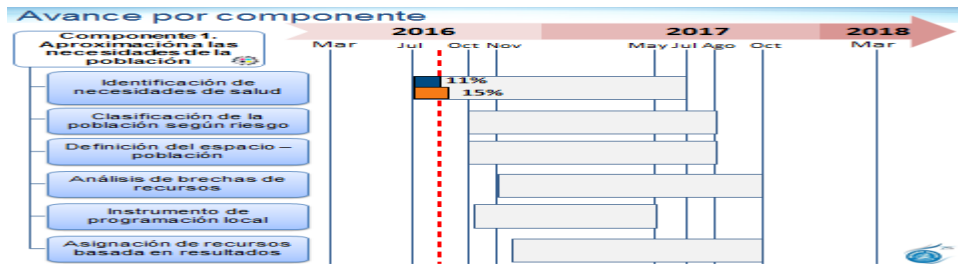 Avance por componente
2016 2017 2018
Componente 1.
Aproximación a las
necesidades de la
población
Mar Jul Oct Nov May Jul Ago Oct Mar
Identificación de
necesidades de salud
11%
15%
Clasificación de la
población según riesgo
Definición del espacio –
población
Análisis de brechas de
recursos
Instrumento de
programación local
Asignación de recursos
basada en resultados